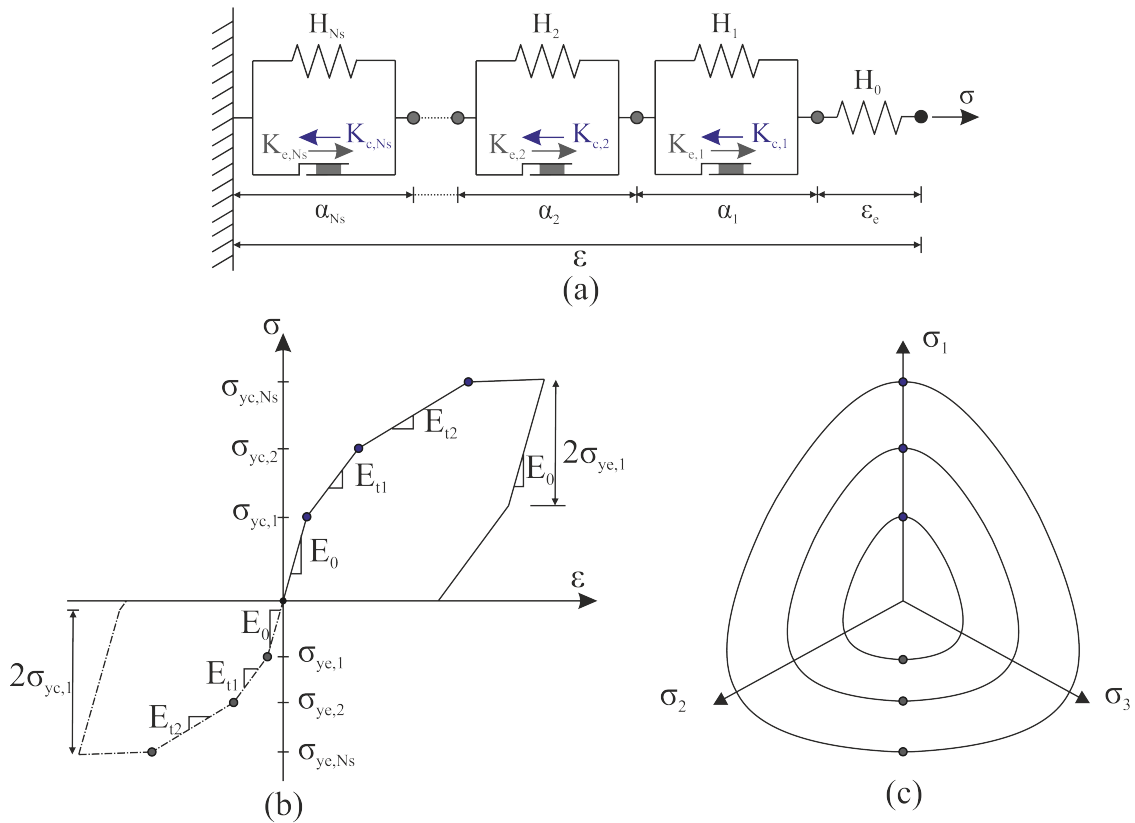 H_Ns H_2 H_1 H_0 σ
K_e,Ns K_c,Ns K_e,2 K_c,2 K_e,1 K_c,1
α_Ns α_2 α_1 ε_e
ε
(a)
σ
σ_yc,Ns
σ_yc,2
σ_yc,1
E_t2
E_t1
E_0
E_0
2σ_ye,1
ε
E_0
E_t1
E_t2
2σ_yc,1
σ_ye,1
σ_ye,2
σ_ye,Ns
(b)
σ_1
σ_2
σ_3
(c)